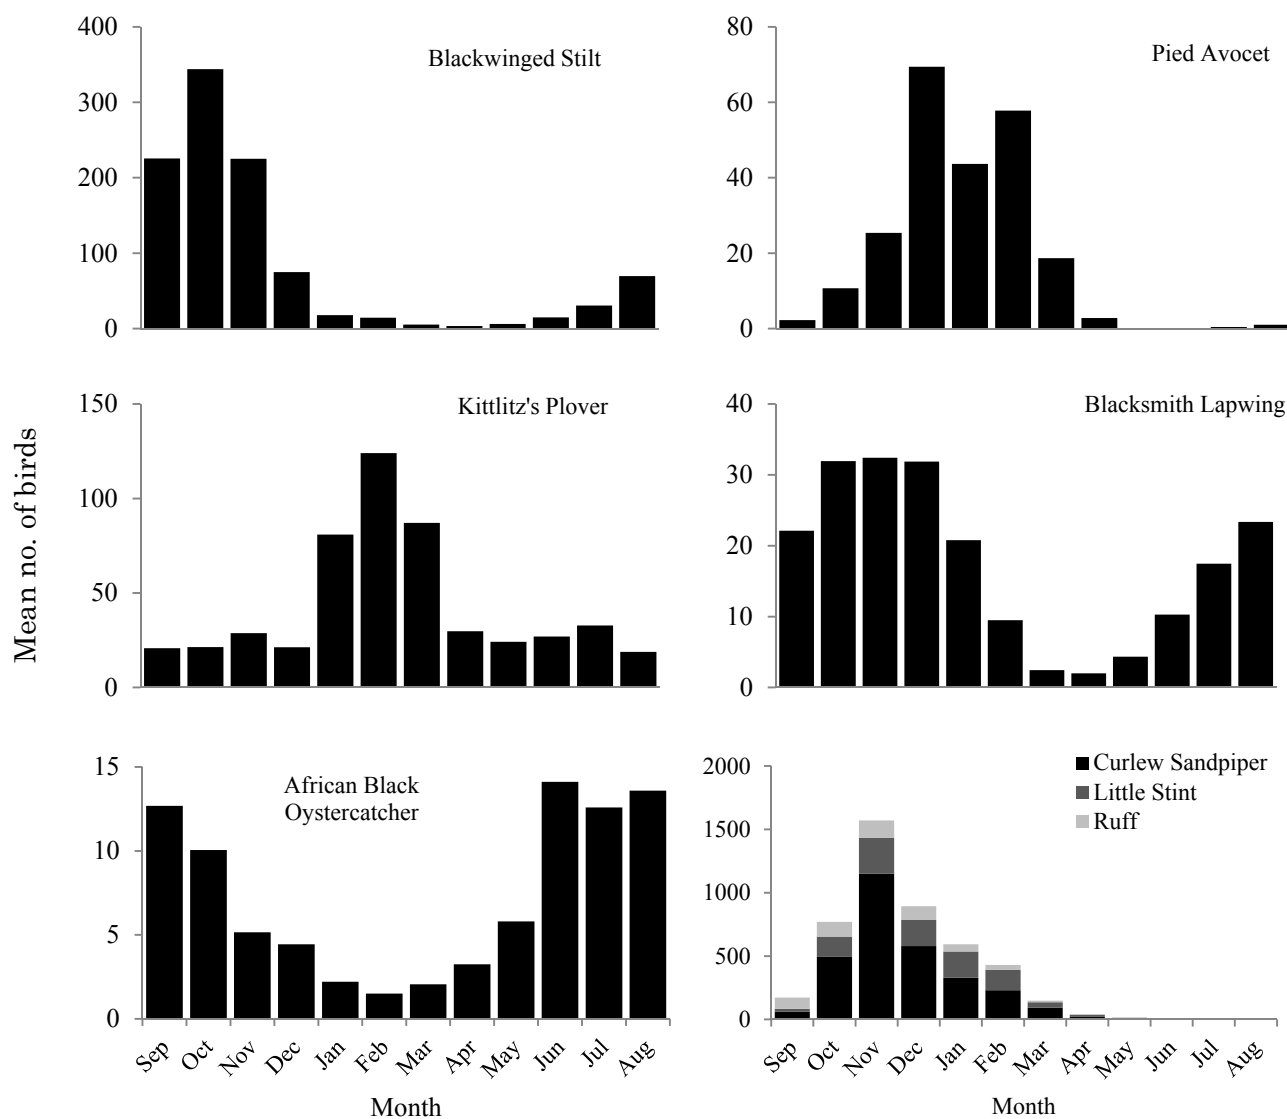 Mean no. of birds
Blackwinged Stilt
400
300
200
100
0
Pied Avocet
80
60
40
20
0
Kittlitz's Plover
150
100
50
0
Blacksmith Lapwing
40
30
20
10
0
African Black
Oystercatcher
15
10
5
0
Sep Oct Nov Dec Jan Feb Mar Apr May Jun Jul Aug
Month
Curlew Sandpiper
Little Stint
Ruff
2000
1500
1000
500
0
Sep Oct Nov Dec Jan Feb Mar Apr May Jun Jul Aug
Month